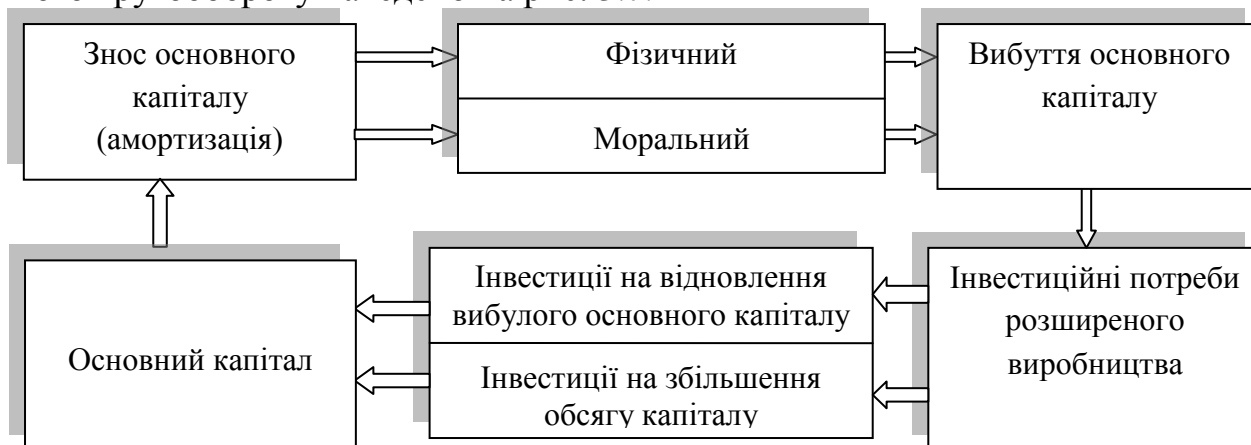 Знос основного
капіталу
(амортизація)
Фізичний
Моральний
Вибуття основного
капіталу
Інвестиції на відновлення
вибулого основного капіталу
Інвестиції на збільшення
обсягу капіталу
Інвестиційні потреби
розширеного
виробництва
Основний капітал